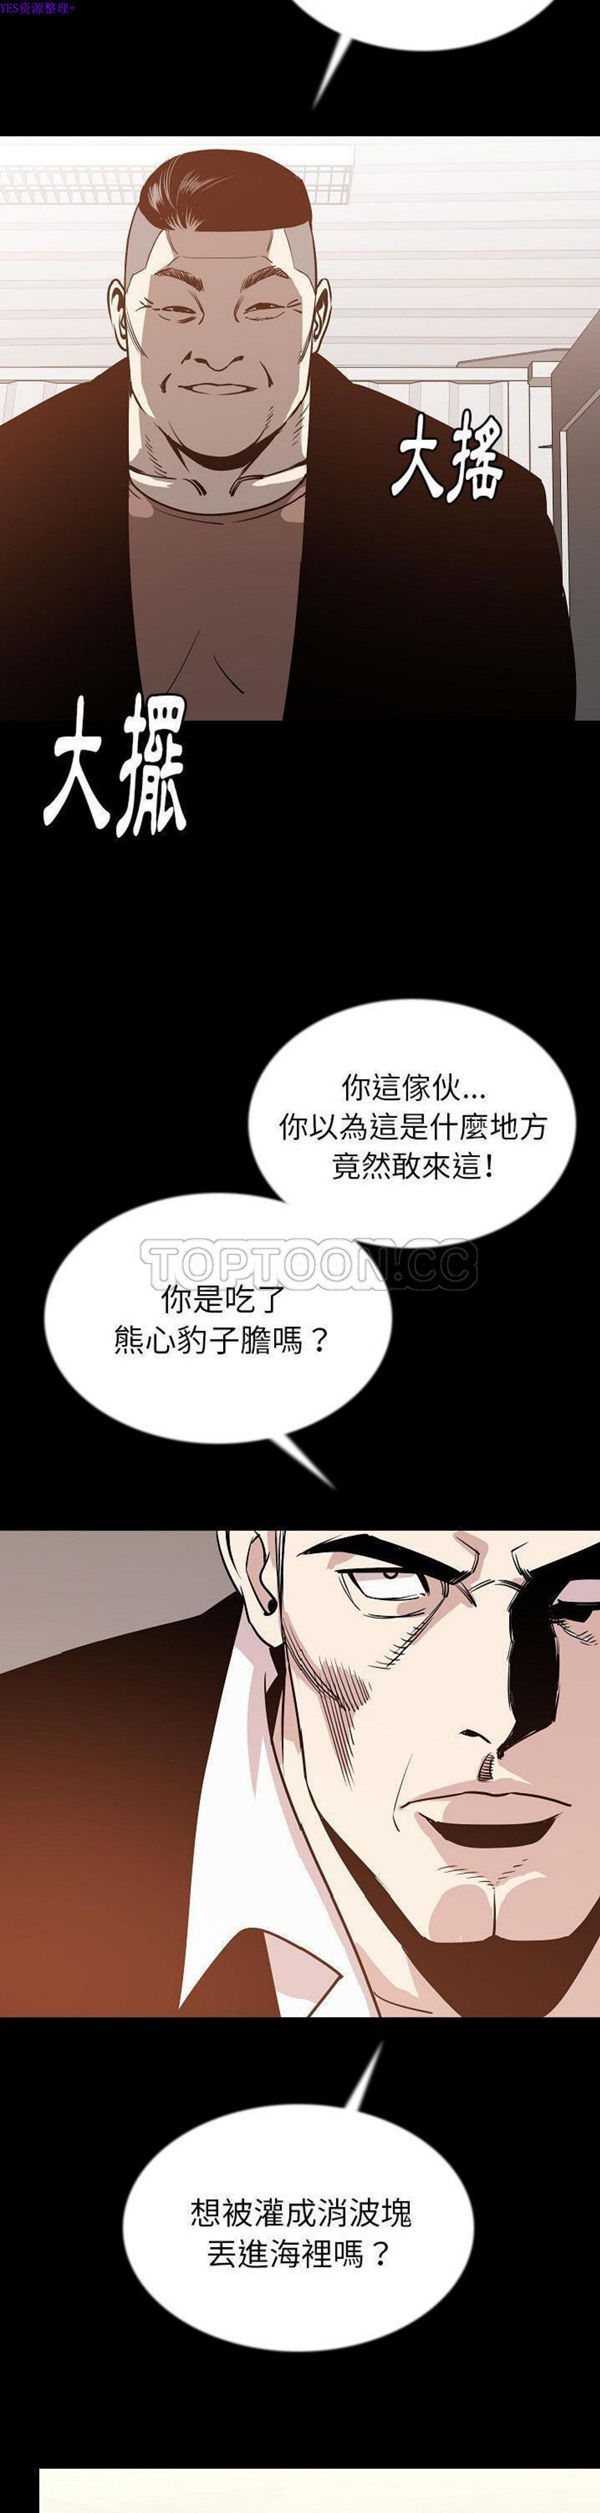 YES资源整理+
大搖
大擺
你這傢伙...
你以為這是什麼地方
竟然敢來這!
TOPTOON.CC
你是吃了
熊心豹子膽嗎？
想被灌成消波塊
丟進海裡嗎？